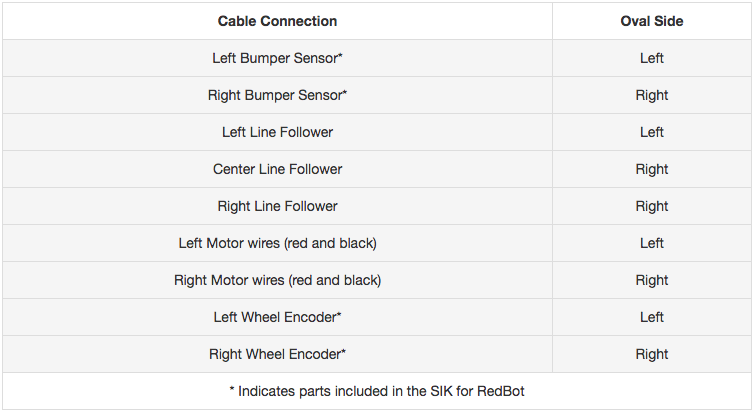 Cable Connection Oval Side
Left Bumper Sensor* Left
Right Bumper Sensor* Right
Left Line Follower Left
Center Line Follower Right
Right Line Follower Right
Left Motor wires (red and black) Left
Right Motor wires (red and black) Right
Left Wheel Encoder* Left
Right Wheel Encoder* Right
* Indicates parts included in the SIK for RedBot